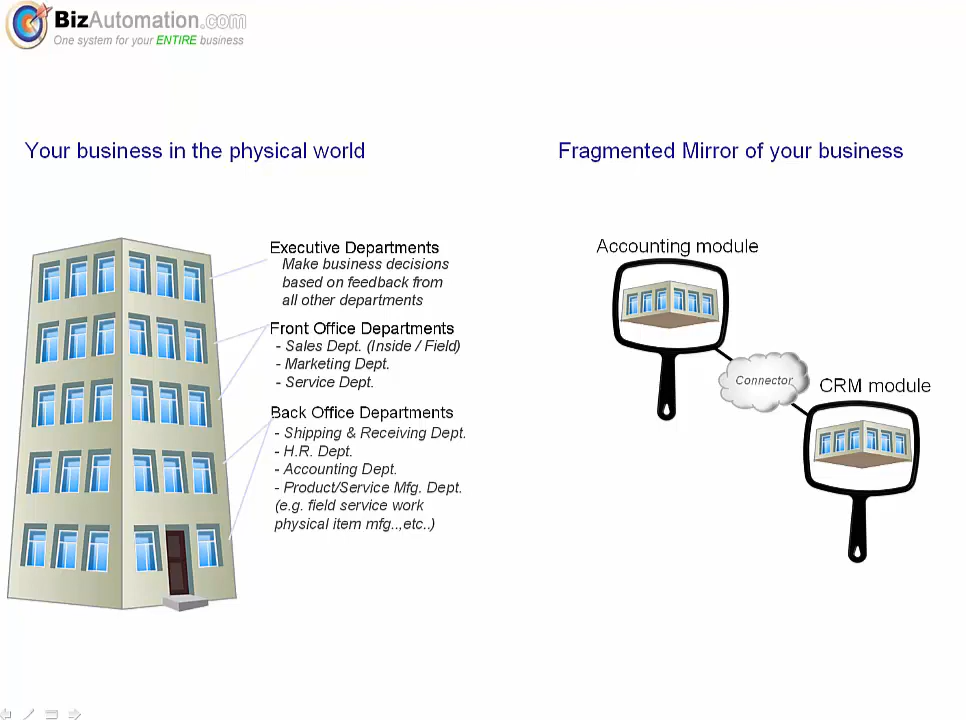 BizAutomation.com
One system for your ENTIRE business
Your business in the physical world
Fragmented Mirror of your business
Executive Departments
Make business decisions
based on feedback from
all other departments
Front Office Departments
- Sales Dept. (Inside / Field)
- Marketing Dept.
- Service Dept.
Back Office Departments
- Shipping & Receiving Dept.
- H.R. Dept.
- Accounting Dept.
- Product/Service Mfg. Dept.
(e.g. field service work
physical item mfg..,etc..)
Accounting module
Connector
CRM module